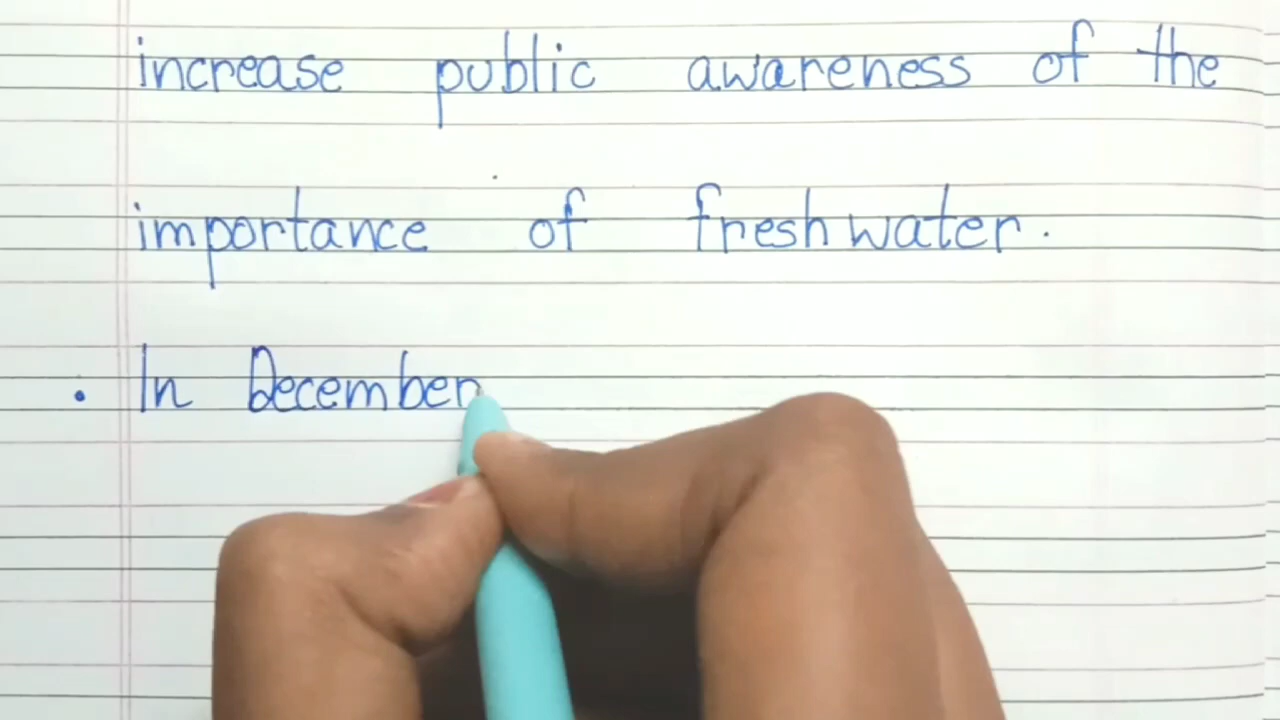 increase public awareness of the
importance of freshwater.
• In December